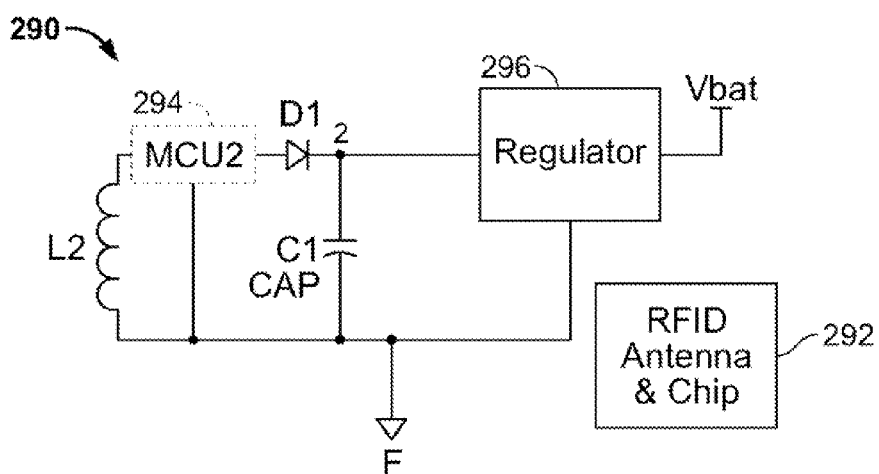 290
294
MCU2
D1
2
296
Regulator
Vbat
L2
C1
CAP
RFID
Antenna
& Chip
292
F